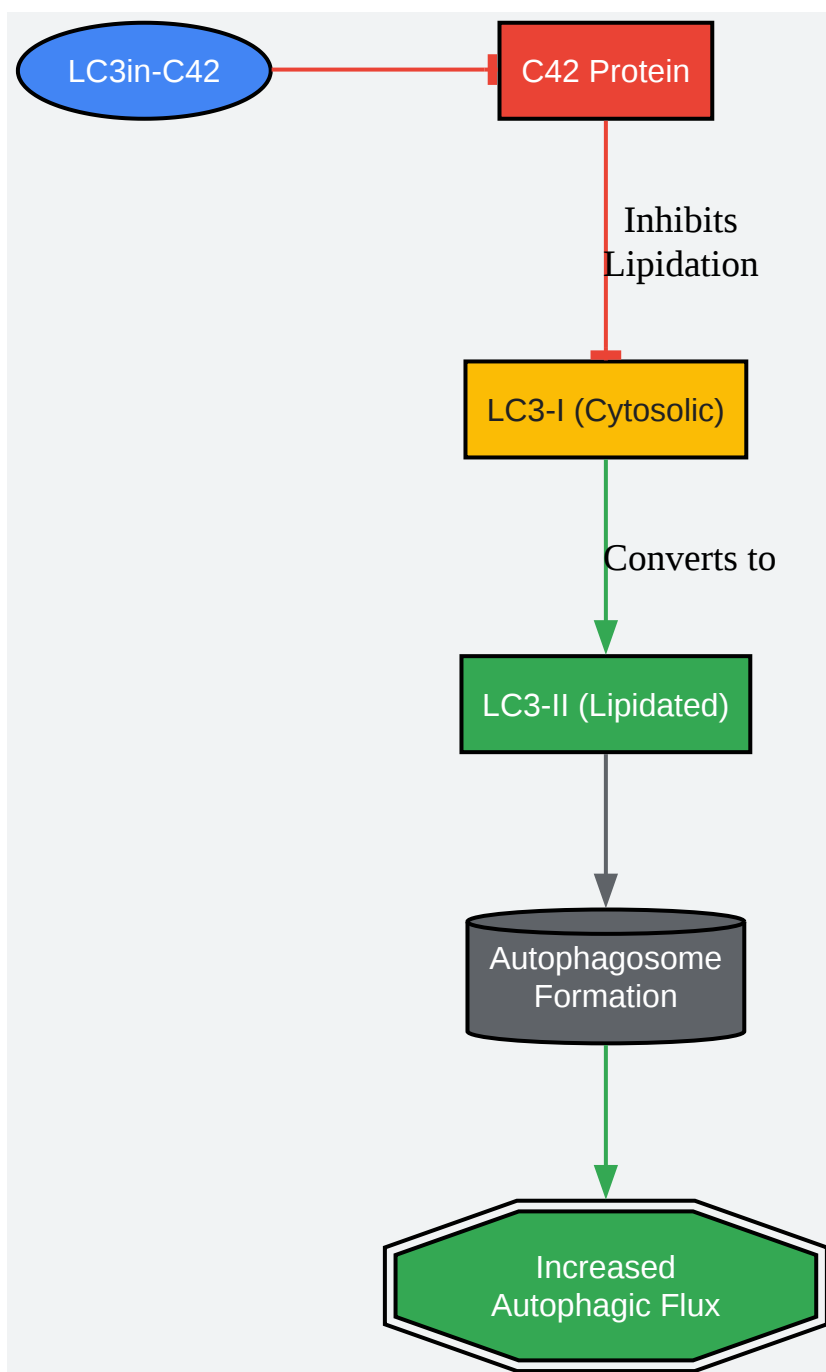 LC3in-C42
C42 Protein
Inhibits
Lipidation
LC3-I (Cytosolic)
Converts to
LC3-II (Lipidated)
Autophagosome
Formation
Increased
Autophagic Flux